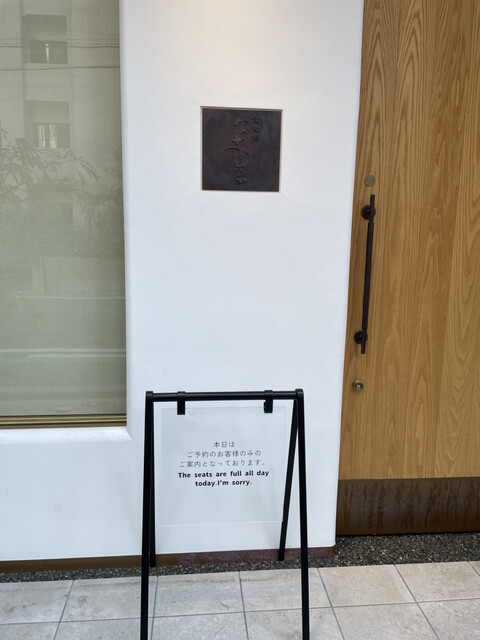 本日は
ご予約のお客様のみの
ご案内となっております。
The seats are full all day
today.I'm sorry.